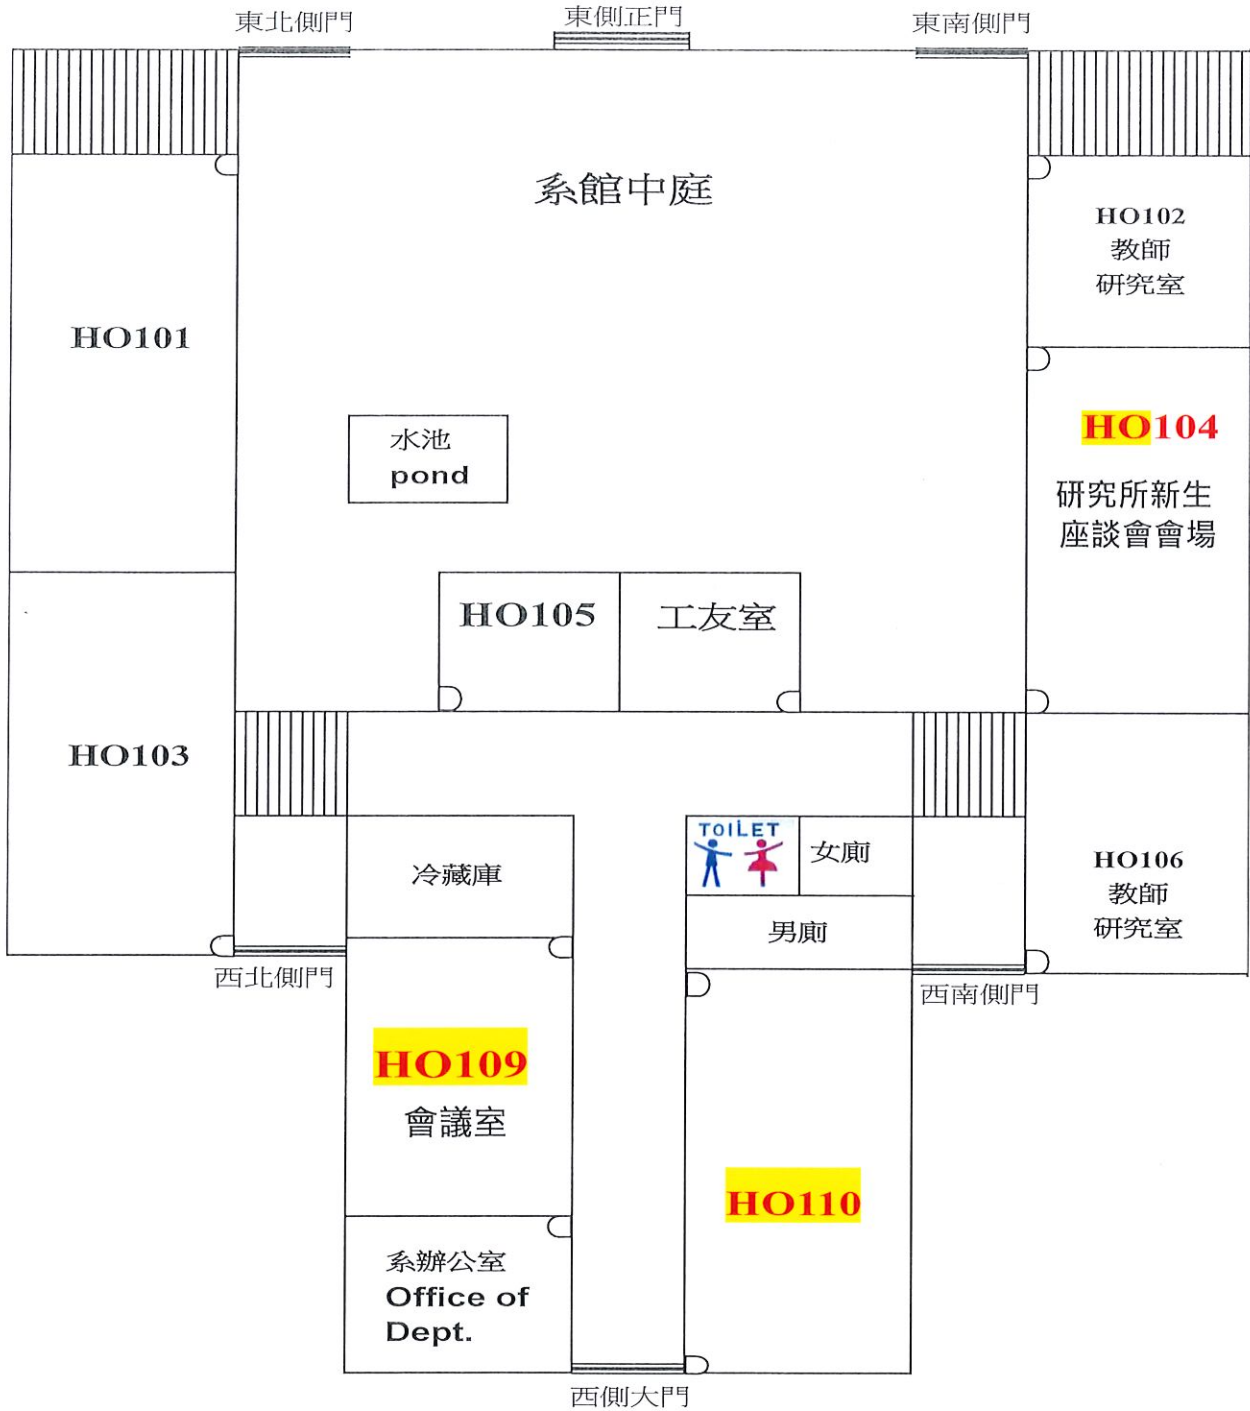 東北側門
東側正門
東南側門
系館中庭
HO102
教師
研究室
HO101
HO104
研究所新生
座談會會場
水池
pond
HO105
工友室
HO103
TOILET
女廁
冷藏庫
男廁
HO106
教師
研究室
西北側門
西南側門
HO109
會議室
HO110
系辦公室
Office of
Dept.
西側大門